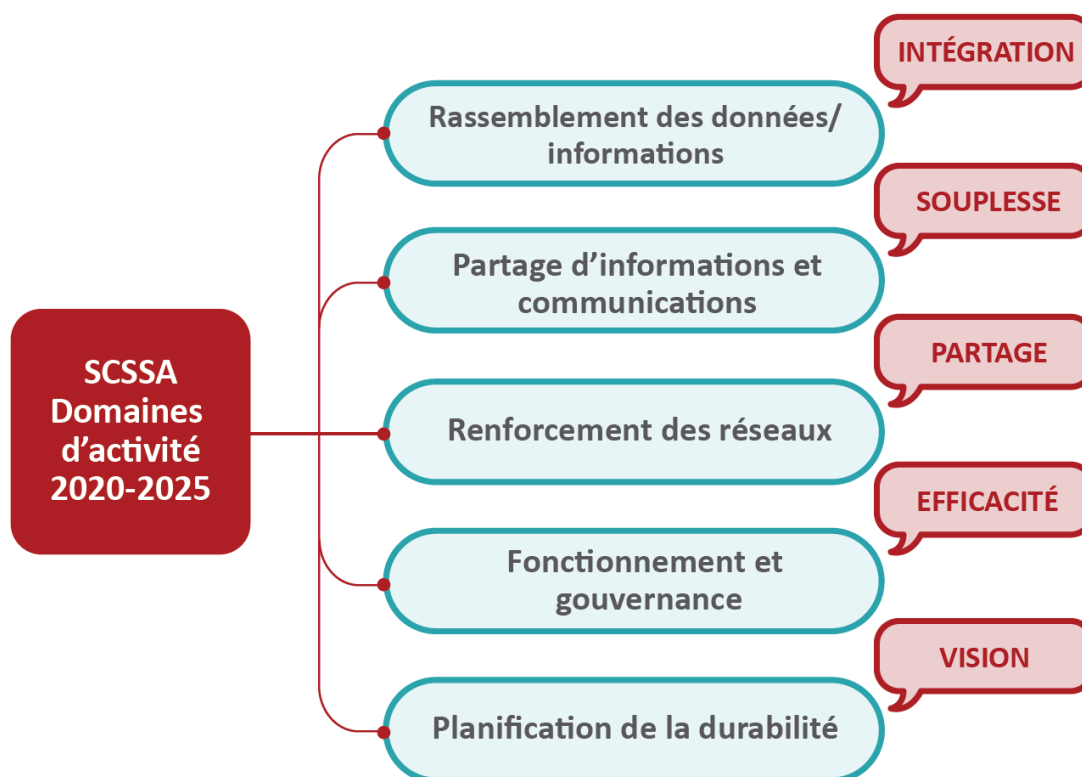 SCSSA
Domaines
d’activité
2020-2025
INTÉGRATION
Rassemblement des données/
informations
SOUPLESSE
Partage d’informations et
communications
PARTAGE
Renforcement des réseaux
EFFICACITÉ
Fonctionnement et
gouvernance
VISION
Planification de la durabilité